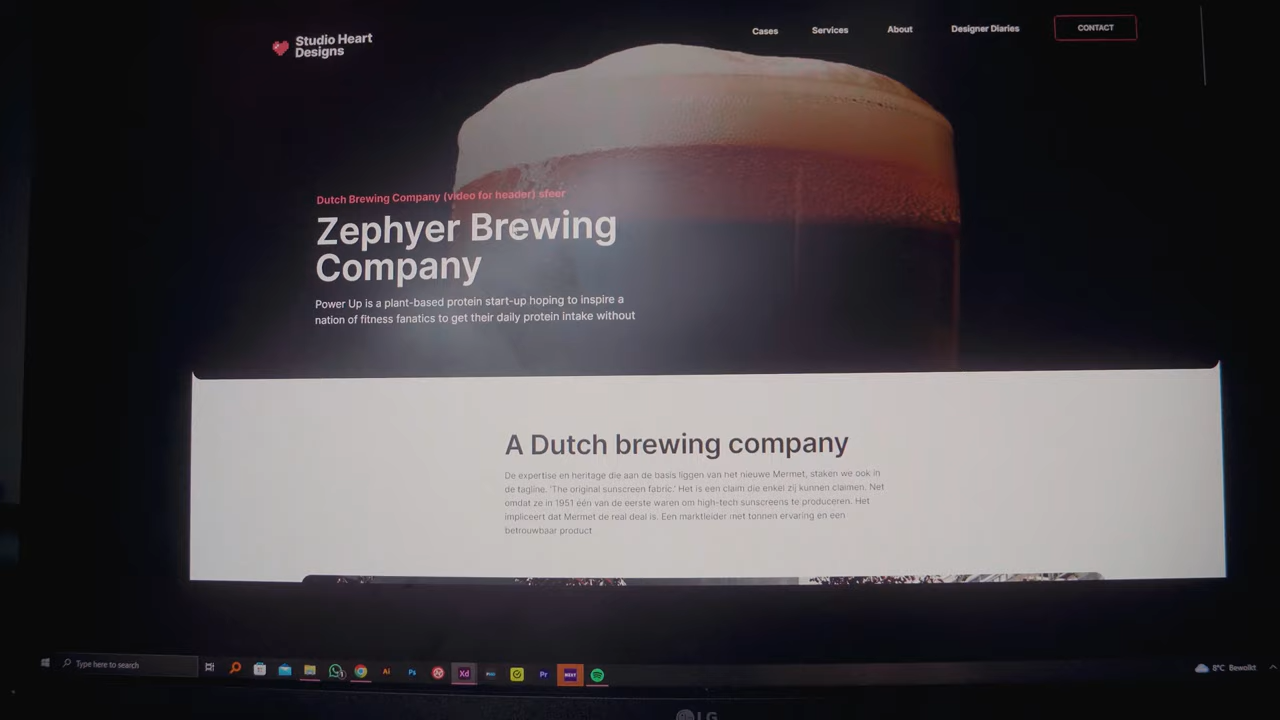 Studio Heart
Designs
Cases
Services
About
Designer Diaries
CONTACT
Dutch Brewing Company (video for header) sfeer
Zephyer Brewing
Company
Power Up is a plant-based protein start-up hoping to inspire a
nation of fitness fanatics to get their daily protein intake without
A Dutch brewing company
De expertise en heritage die aan de basis liggen van het nieuwe Mermet, staken we ook in
de tagline. 'The original sunscreen fabric.' Het is een claim die enkel zij kunnen claimen. Net
omdat ze in 1951 één van de eerste waren om high-tech sunscreens te produceren. Het
impliceert dat Mermet de real deal is. Een marktleider met tonnen ervaring en een
betrouwbaar product
Type here to search
Ai
Ps
Xd
Pr
8°C Bewolkt
LG